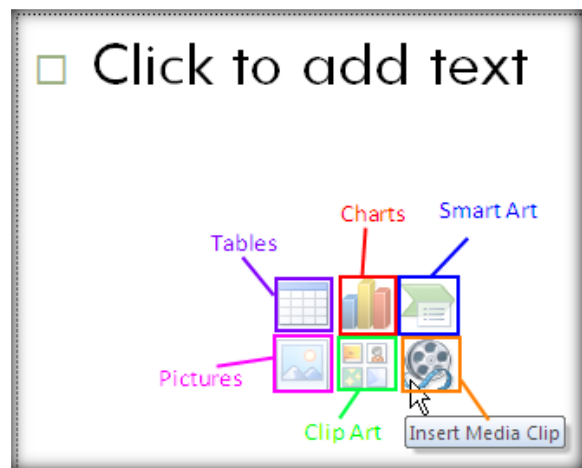 Click to add text
Charts
Smart Art
Tables
Pictures
Clip Art
Insert Media Clip